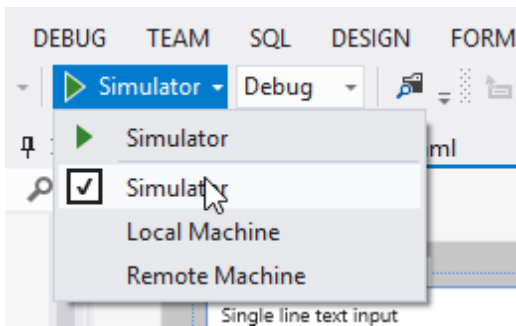 DEBUG TEAM SQL DESIGN FORM
Simulator Debug
Simulator
ml
Simulator
Local Machine
Remote Machine
Single line text input